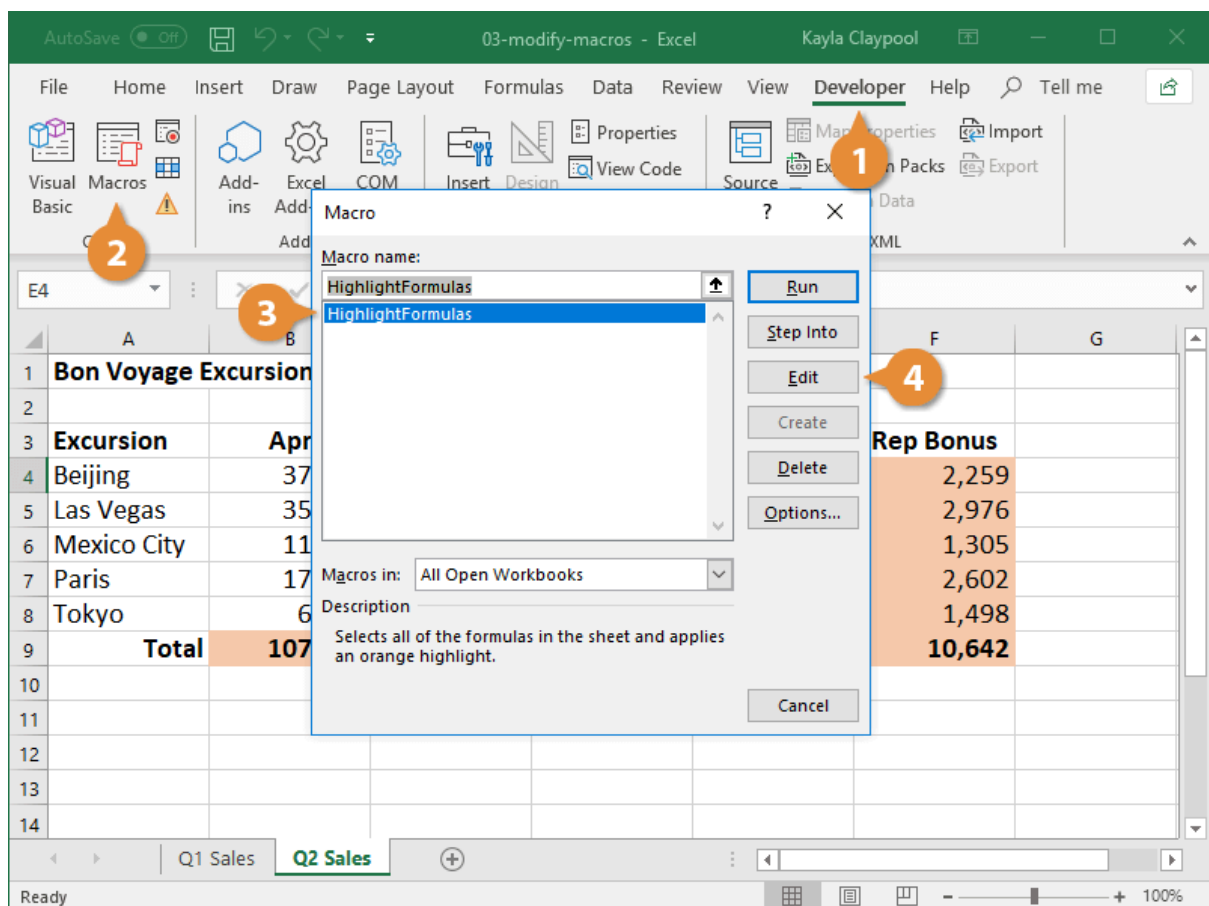 AutoSave Off 03-modify-macros - Excel Kayla Claypool
File Home Insert Draw Page Layout Formulas Data Review View Developer Help Tell me
Visual Basic
Macros
Add-ins
Excel Add-
COM
Insert
Design
Properties
View Code
Source
Map Properties
Expansion Packs
Data
Import
Export
Add
XML
1
2
E4
Macro ? X
Macro name:
HighlightFormulas
3
HighlightFormulas
Run
Step Into
Edit
4
Create
Delete
Options...
Macros in: All Open Workbooks
Description
Selects all of the formulas in the sheet and applies
an orange highlight.
Cancel
A B F G
1 Bon Voyage Excursion
2
3 Excursion Apr Rep Bonus
4 Beijing 37 2,259
5 Las Vegas 35 2,976
6 Mexico City 11 1,305
7 Paris 17 2,602
8 Tokyo 6 1,498
9 Total 107 10,642
10
11
12
13
14
Q1 Sales Q2 Sales
Ready 100%